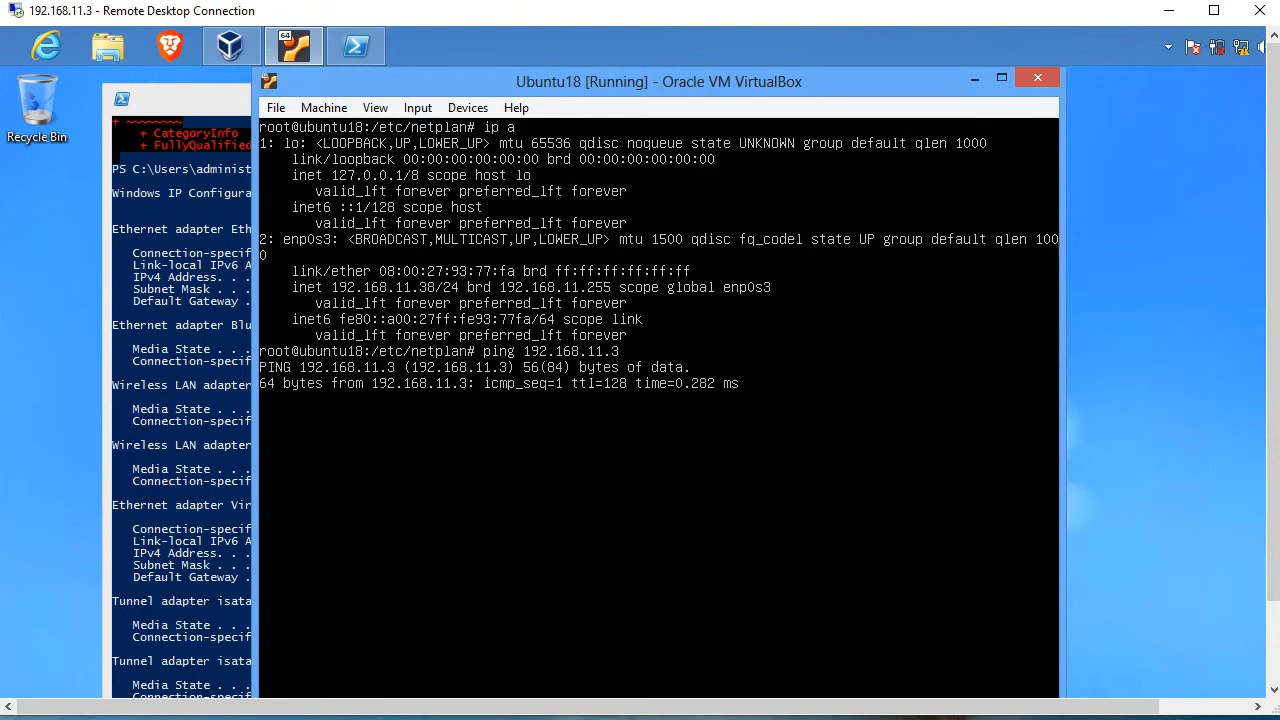 192.168.11.3 - Remote Desktop Connection
64
Ubuntu18 [Running] - Oracle VM VirtualBox
File Machine View Input Devices Help
Recycle Bin
+ ~~~~~~~~
+ CategoryInfo
+ FullyQualified
PS C:\Users\administ
Windows IP Configura
Ethernet adapter Eth
Connection-specif
Link-local IPv6 A
IPv4 Address. . .
Subnet Mask . . .
Default Gateway .
Ethernet adapter Blu
Media State . . .
Connection-specif
Wireless LAN adapter
Media State . . .
Connection-specif
Wireless LAN adapter
Media State . . .
Connection-specif
Ethernet adapter Vir
Connection-specif
Link-local IPv6 A
IPv4 Address. . .
Subnet Mask . . .
Default Gateway .
Tunnel adapter isata
Media State . . .
Connection-specif
Tunnel adapter isata
Media State . . .
Connection-specif
root@ubuntu18:/etc/netplan# ip a
1: lo: <LOOPBACK,UP,LOWER_UP> mtu 65536 qdisc noqueue state UNKNOWN group default qlen 1000
link/loopback 00:00:00:00:00:00 brd 00:00:00:00:00:00
inet 127.0.0.1/8 scope host lo
valid_lft forever preferred_lft forever
inet6 ::1/128 scope host
valid_lft forever preferred_lft forever
2: enp0s3: <BROADCAST,MULTICAST,UP,LOWER_UP> mtu 1500 qdisc fq_codel state UP group default qlen 100
0
link/ether 08:00:27:93:77:fa brd ff:ff:ff:ff:ff:ff
inet 192.168.11.38/24 brd 192.168.11.255 scope global enp0s3
valid_lft forever preferred_lft forever
inet6 fe80::a00:27ff:fe93:77fa/64 scope link
valid_lft forever preferred_lft forever
root@ubuntu18:/etc/netplan# ping 192.168.11.3
PING 192.168.11.3 (192.168.11.3) 56(84) bytes of data.
64 bytes from 192.168.11.3: icmp_seq=1 ttl=128 time=0.282 ms